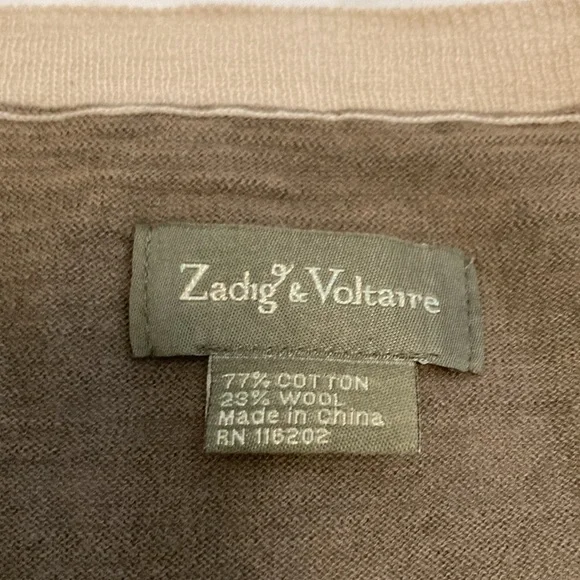 Zadig & Voltaire
77% COTTON
23% WOOL
Made in China
RN 116202